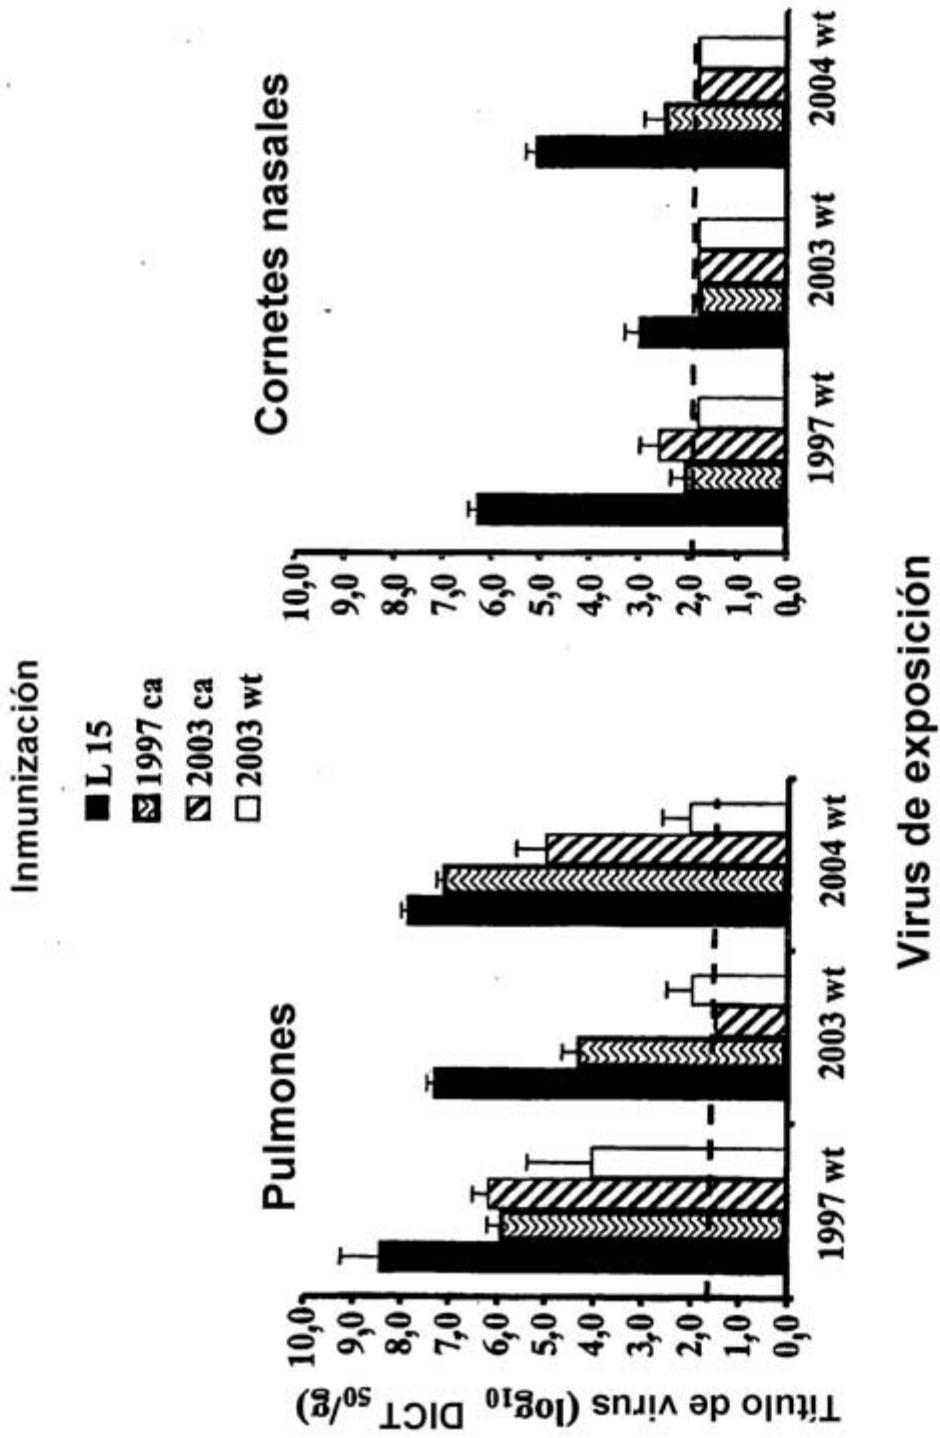 Inmunización
L 15
1997 ca
2003 ca
2003 wt
Pulmones
Título de virus (log10 DICT50/g)
10,0
9,0
8,0
7,0
6,0
5,0
4,0
3,0
2,0
1,0
0,0
1997 wt
2003 wt
2004 wt
Cornetes nasales
10,0
9,0
8,0
7,0
6,0
5,0
4,0
3,0
2,0
1,0
0,0
1997 wt
2003 wt
2004 wt
Virus de exposición